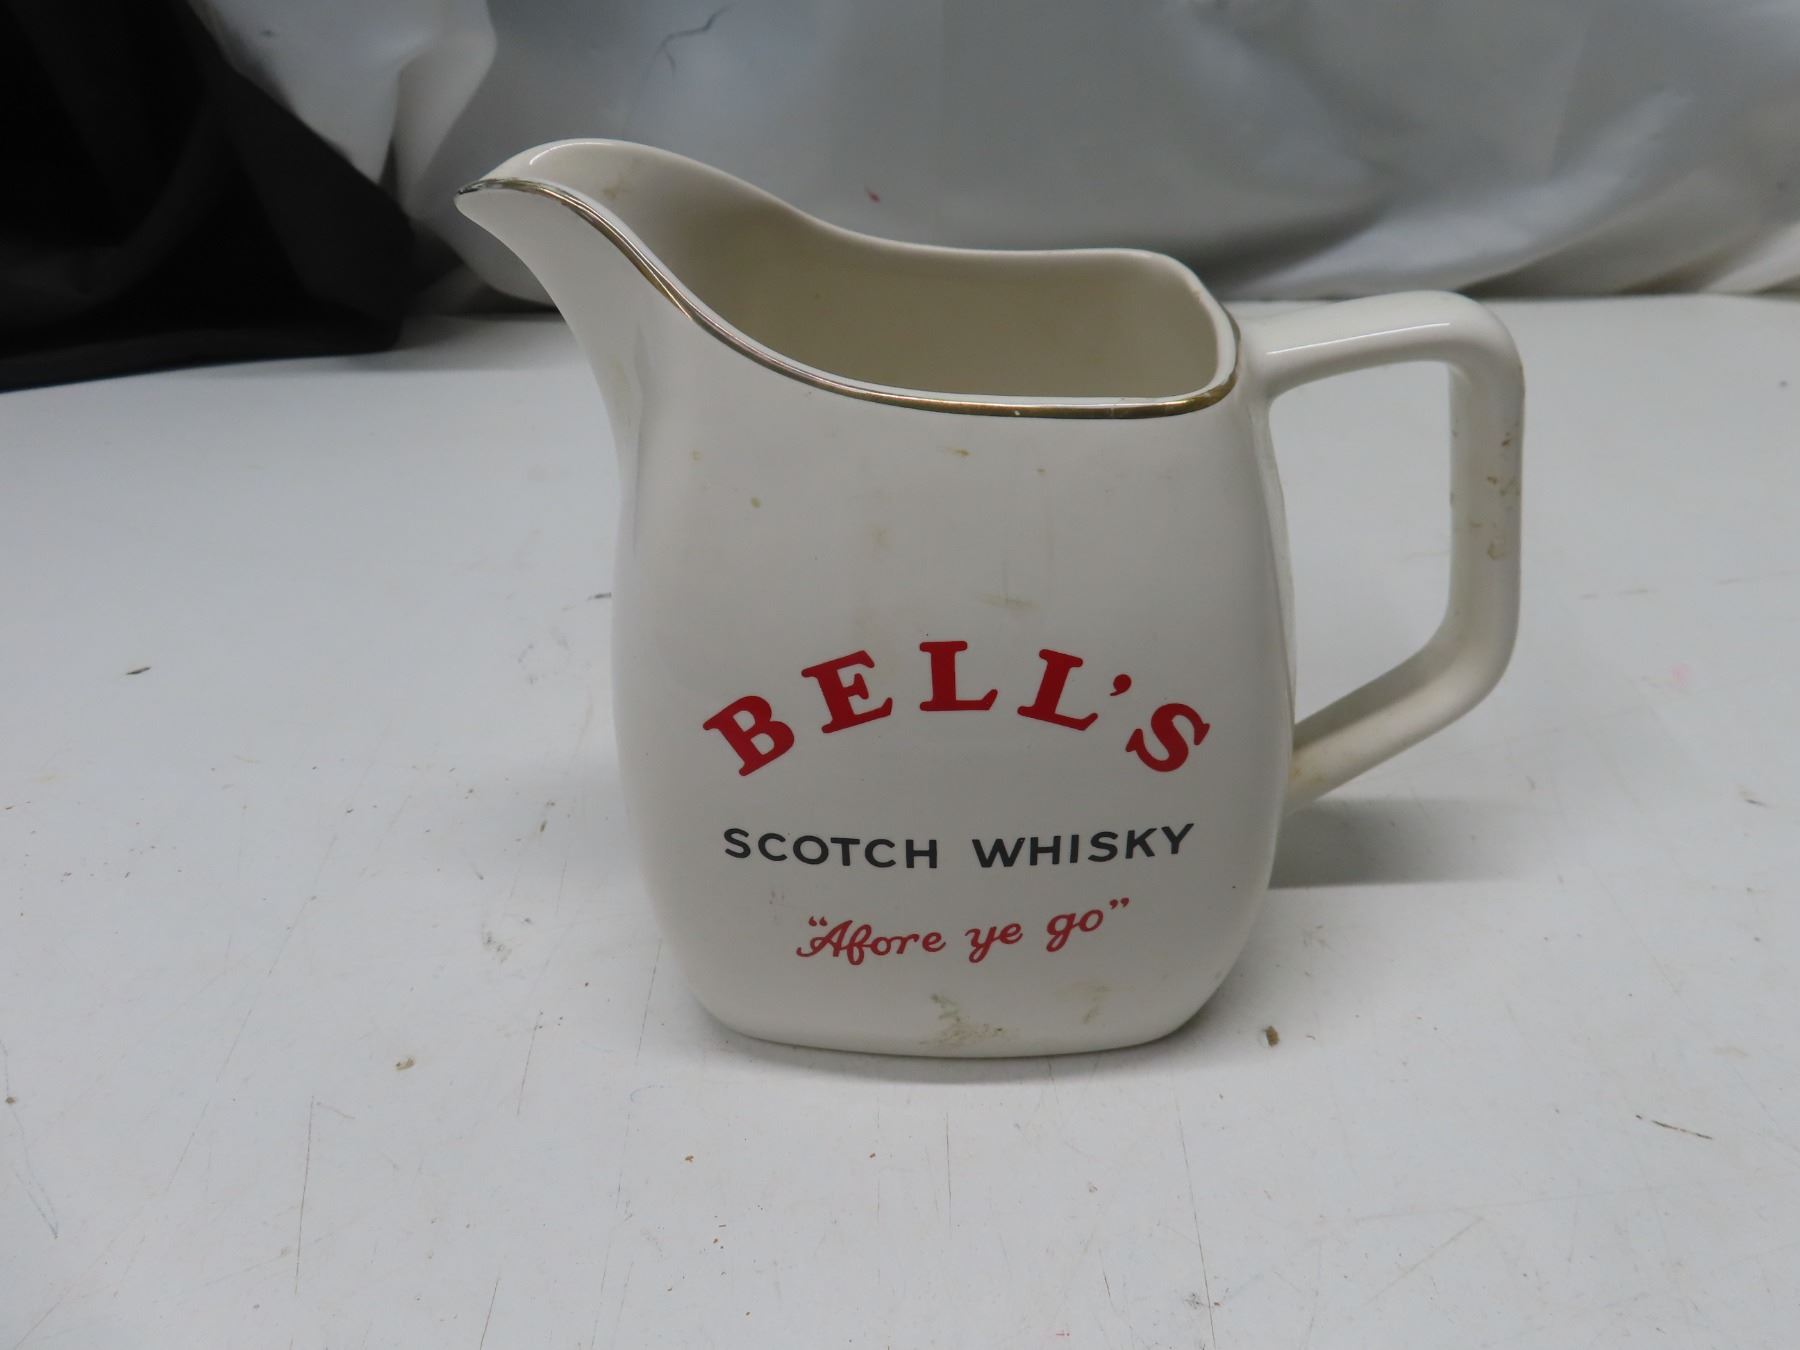 BELL'S
SCOTCH WHISKY
"Afore ye go"